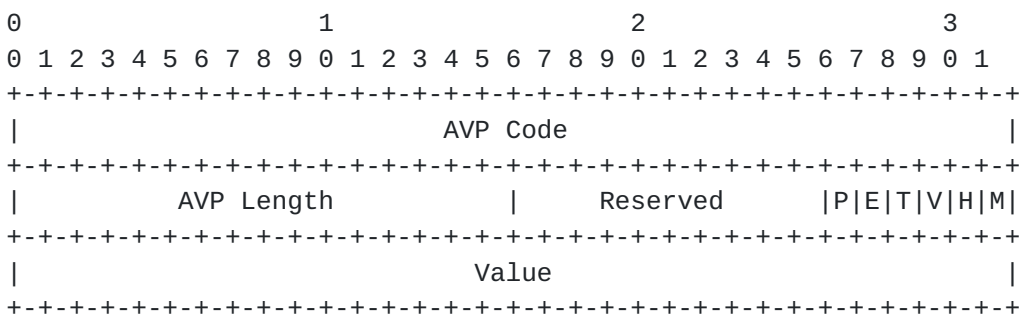 0                   1                   2                   3
0 1 2 3 4 5 6 7 8 9 0 1 2 3 4 5 6 7 8 9 0 1 2 3 4 5 6 7 8 9 0 1
+-+-+-+-+-+-+-+-+-+-+-+-+-+-+-+-+-+-+-+-+-+-+-+-+-+-+-+-+-+-+-+-+
|                           AVP Code                            |
+-+-+-+-+-+-+-+-+-+-+-+-+-+-+-+-+-+-+-+-+-+-+-+-+-+-+-+-+-+-+-+-+
|          AVP Length           |     Reserved      |P|E|T|V|H|M|
+-+-+-+-+-+-+-+-+-+-+-+-+-+-+-+-+-+-+-+-+-+-+-+-+-+-+-+-+-+-+-+-+
|                             Value                             |
+-+-+-+-+-+-+-+-+-+-+-+-+-+-+-+-+-+-+-+-+-+-+-+-+-+-+-+-+-+-+-+-+